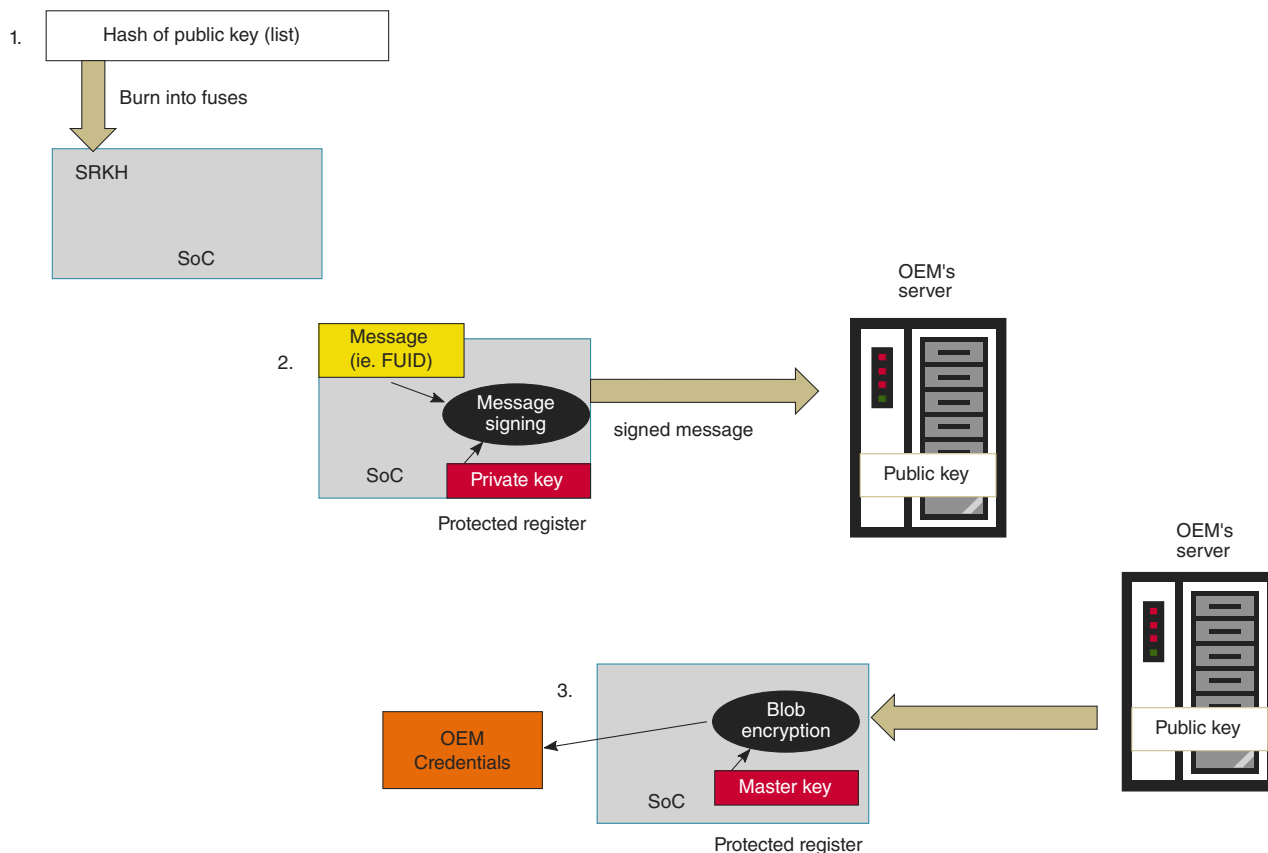 1.
Hash of public key (list)
Burn into fuses
SRKH
SoC
OEM's
server
2.
Message
(ie. FUID)
Message
signing
signed message
SoC
Private key
Public key
Protected register
OEM's
server
3.
Blob
encryption
OEM
Credentials
Public key
Master key
SoC
Protected register